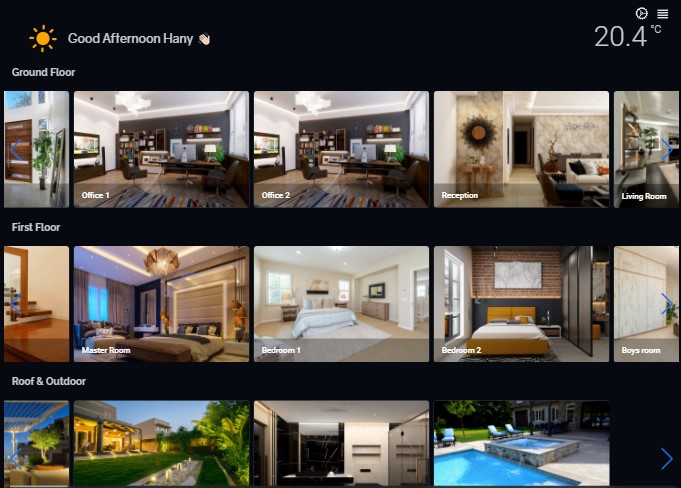 Good Afternoon Hany 👋🏻
20.4 °C
Ground Floor
Office 1
Office 2
Reception
Living Room
First Floor
Master Room
Bedroom 1
Bedroom 2
Boys room
Roof & Outdoor